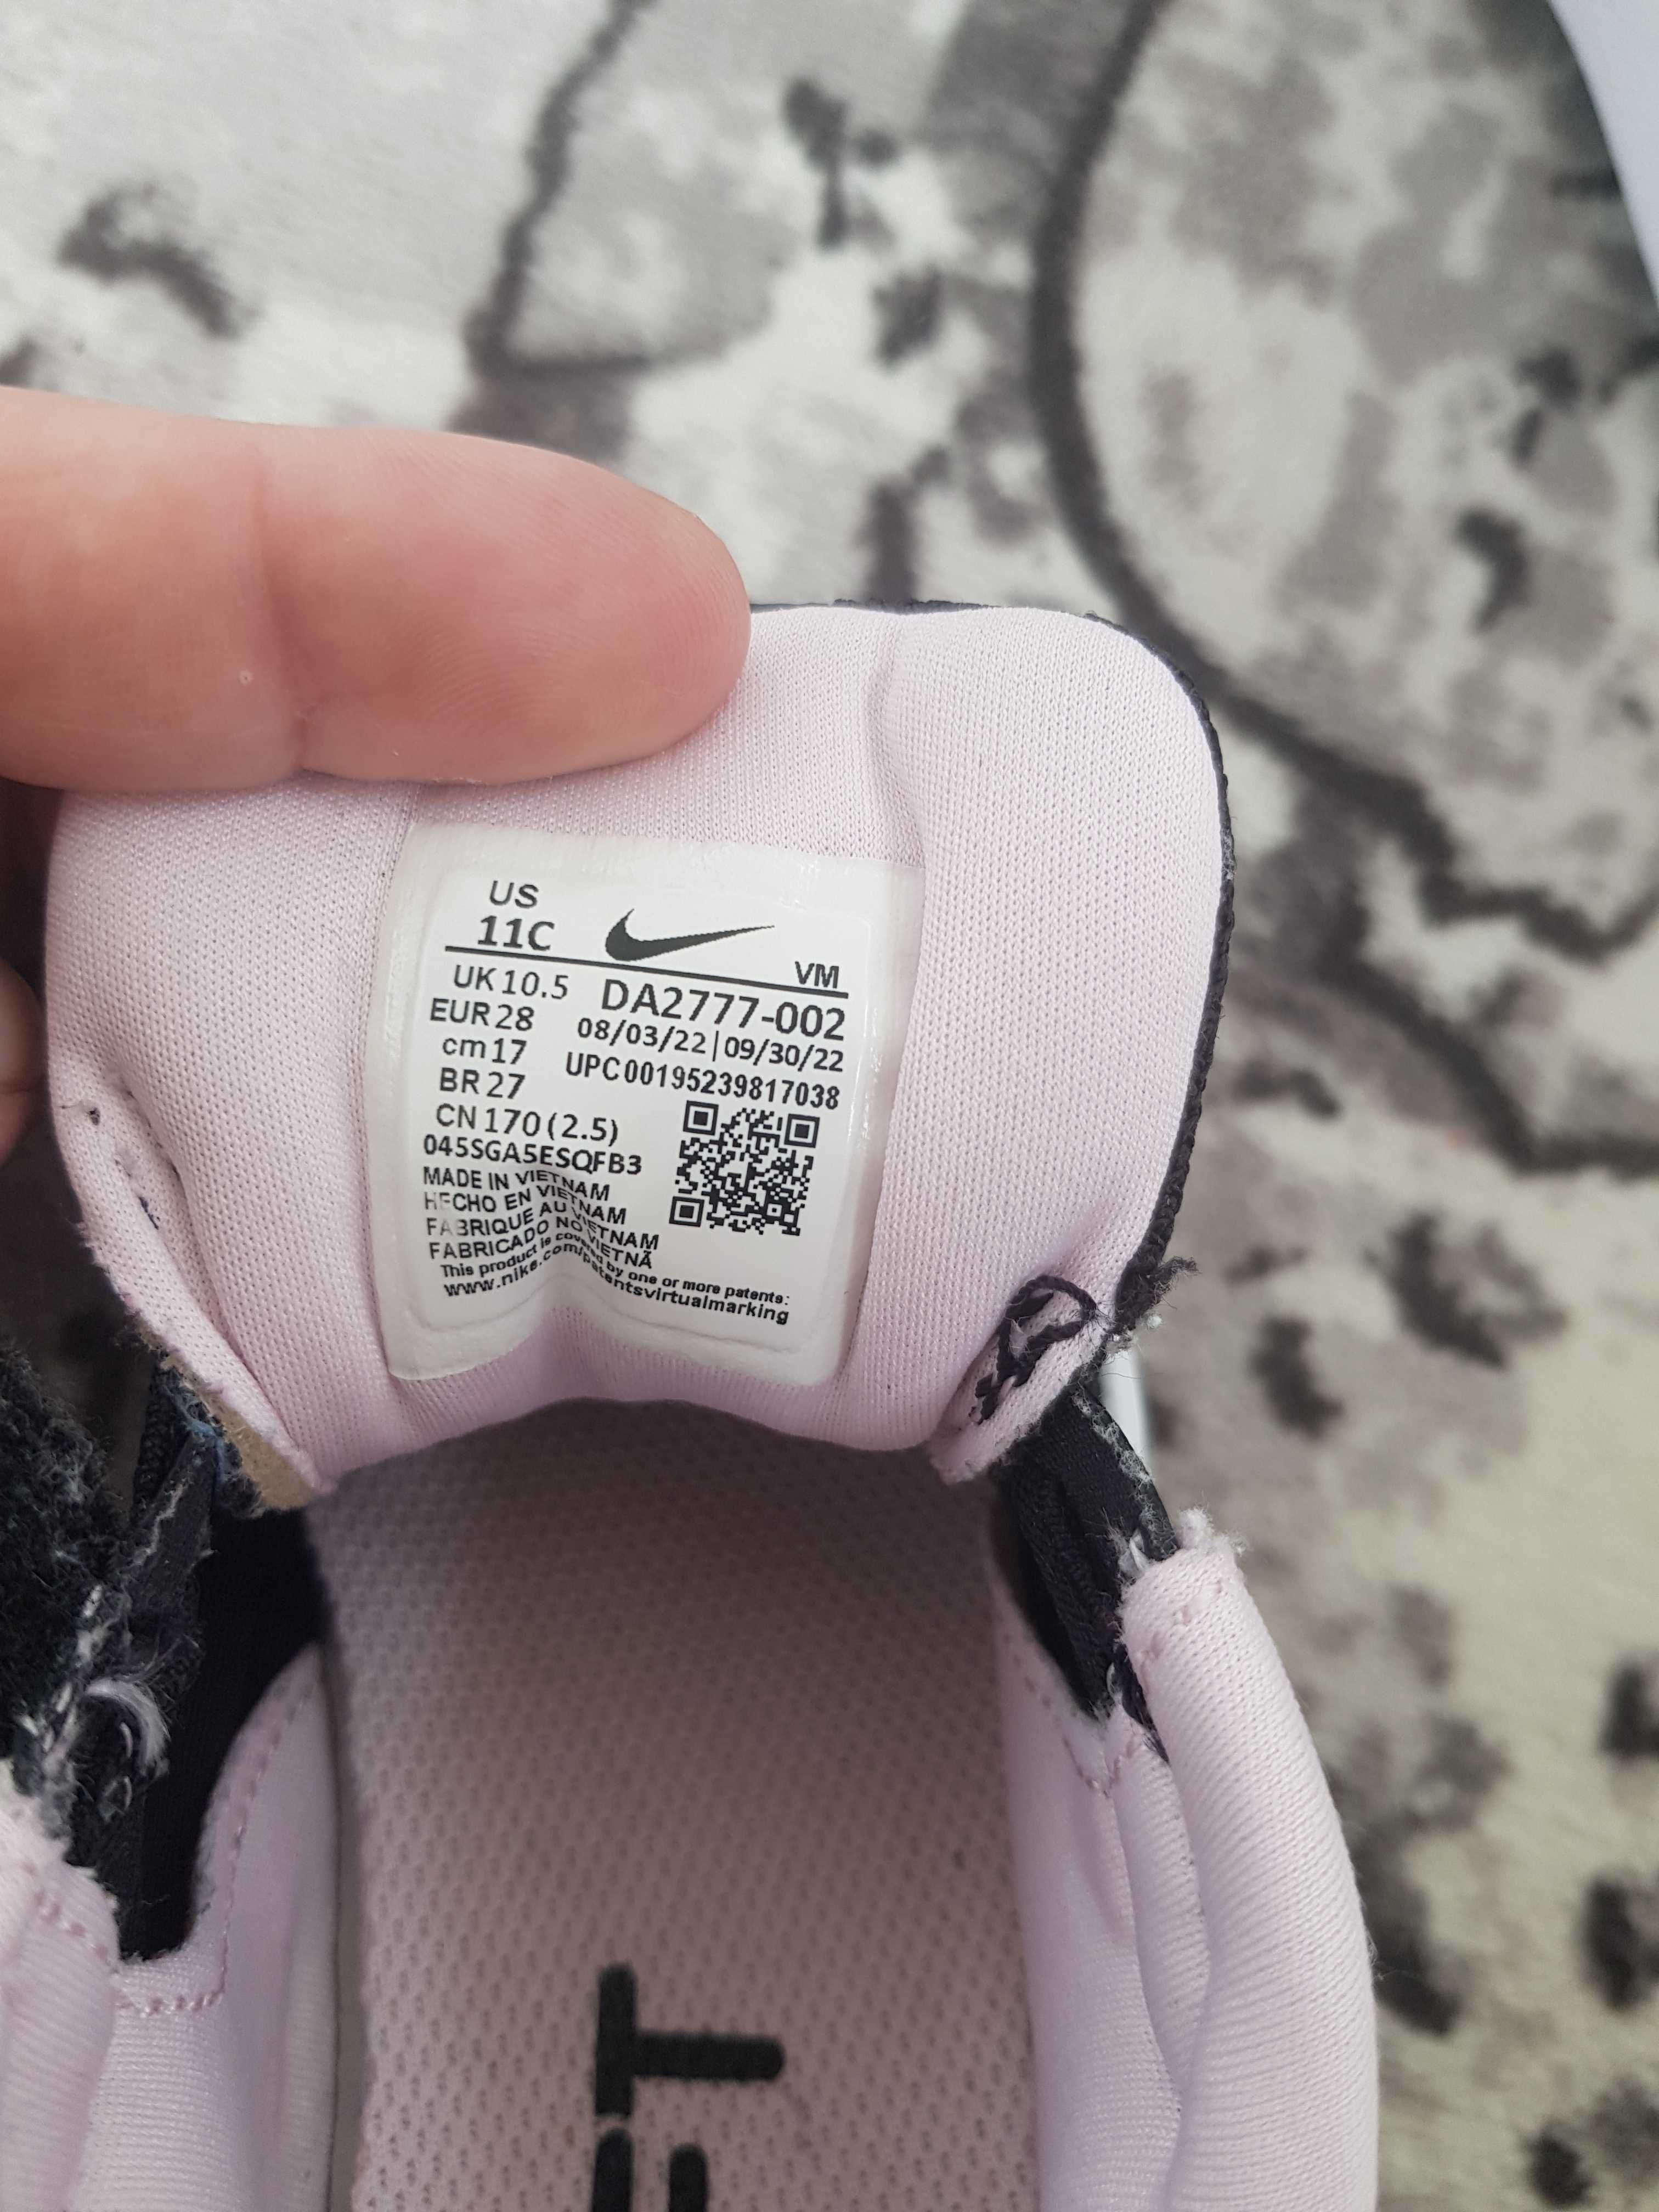 US
11C
VM
UK 10.5
DA2777-002
EUR 28
08/03/22 | 09/30/22
cm 17
UPC 00195239817038
BR 27
CN 170 (2.5)
045SGA5ESQFB3
MADE IN VIETNAM
HECHO EN VIETNAM
FABRIQUE AU VIETNAM
FABRICADO NO VIETNÃ
This product is covered by one or more patents:
www.nike.com/patentsvirtualmarking